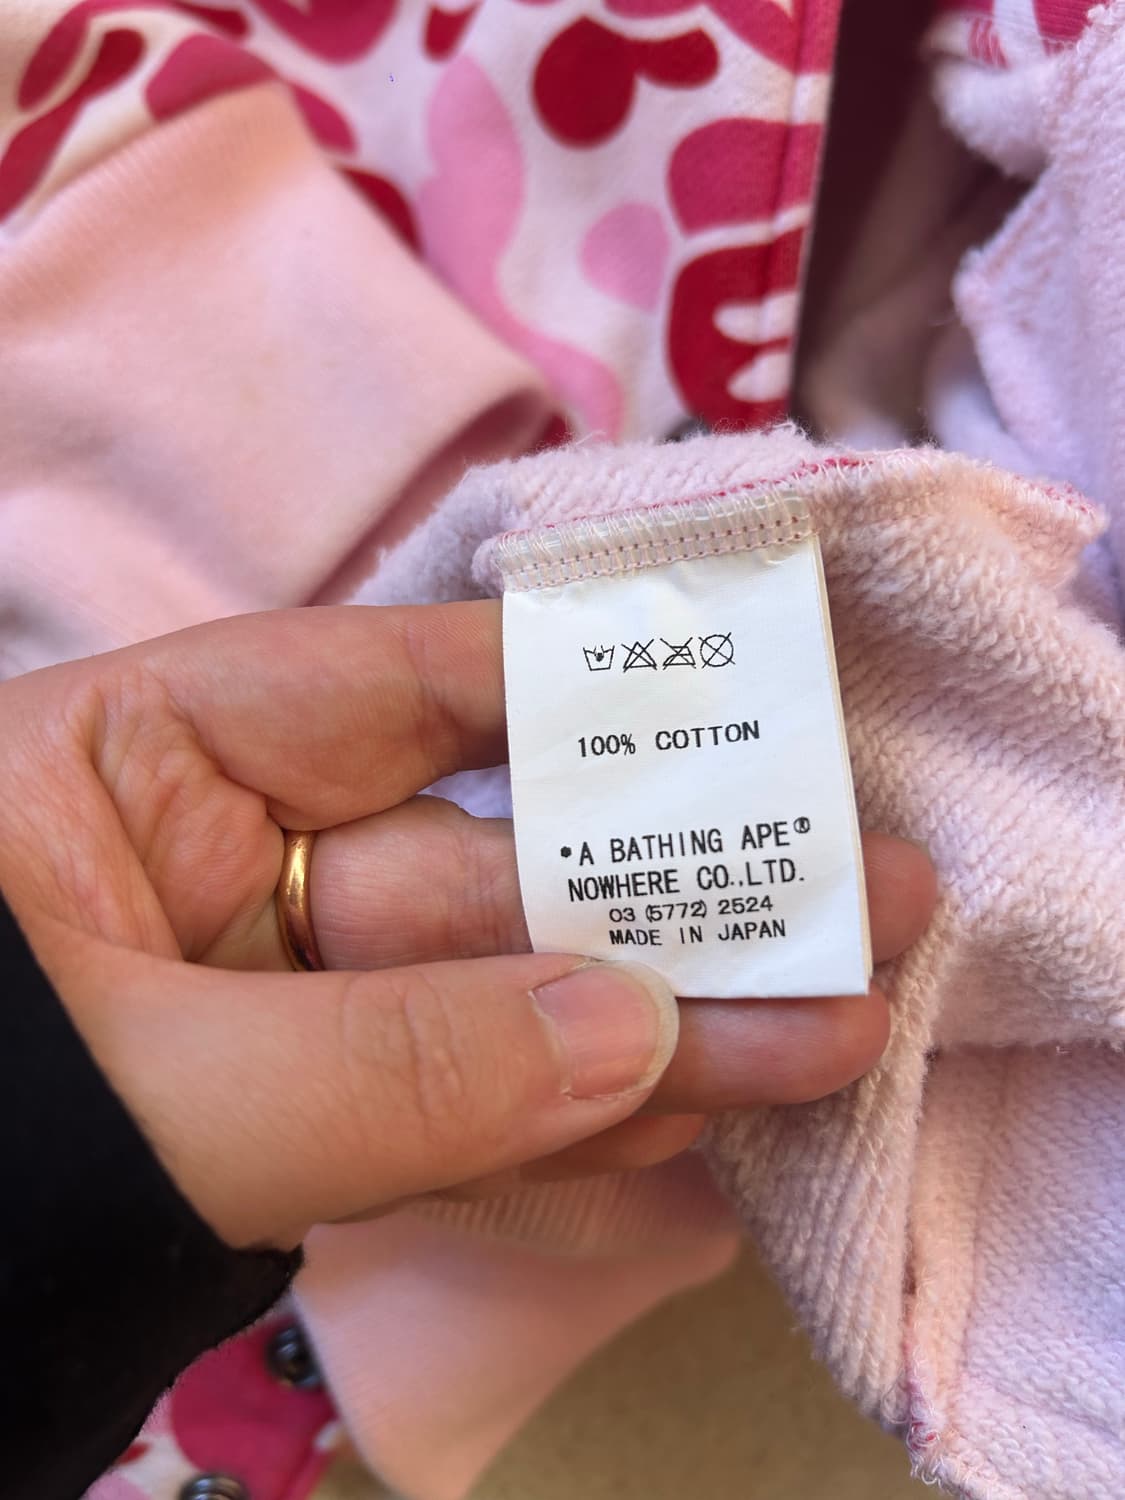 100% COTTON
•A BATHING APE®
NOWHERE CO.,LTD.
03 (5772) 2524
MADE IN JAPAN